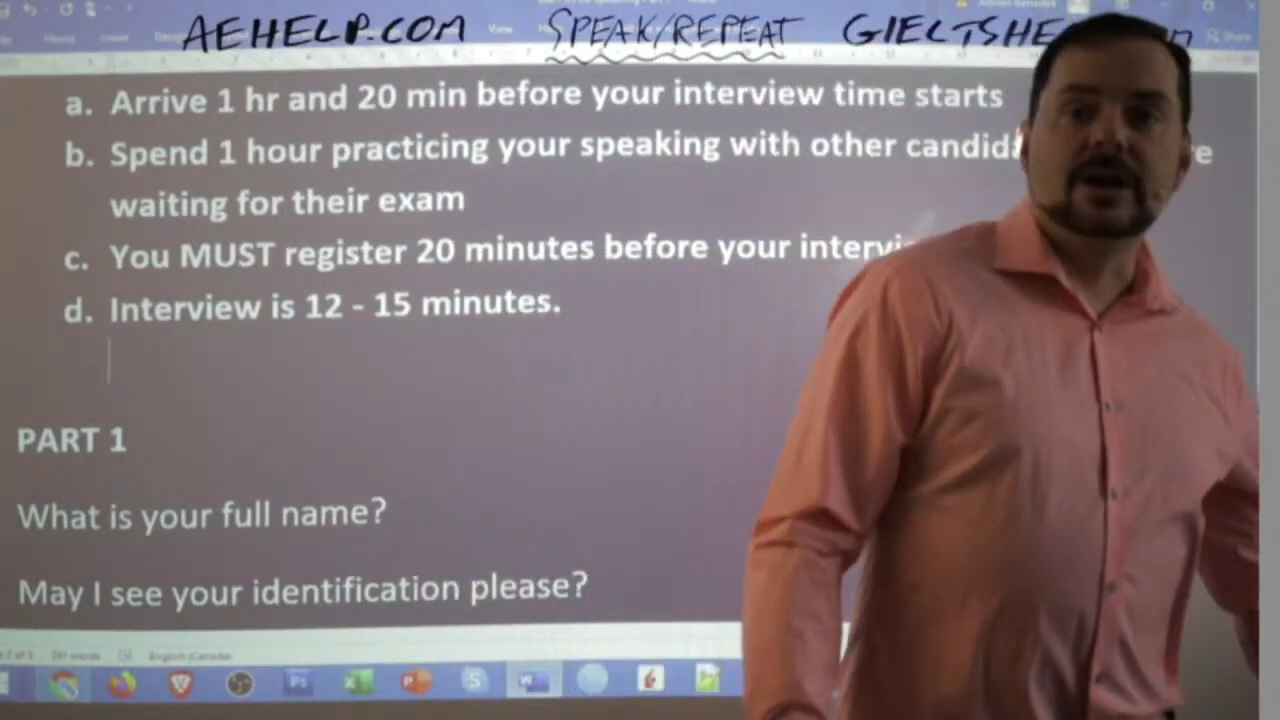 AEHELP.COM SPEAK/REPEAT GIELTSHE
a. Arrive 1 hr and 20 min before your interview time starts
b. Spend 1 hour practicing your speaking with other
waiting for their exam
c. You MUST register 20 minutes before your
d. Interview is 12 - 15 minutes.
PART 1
What is your full name?
May I see your identification please?